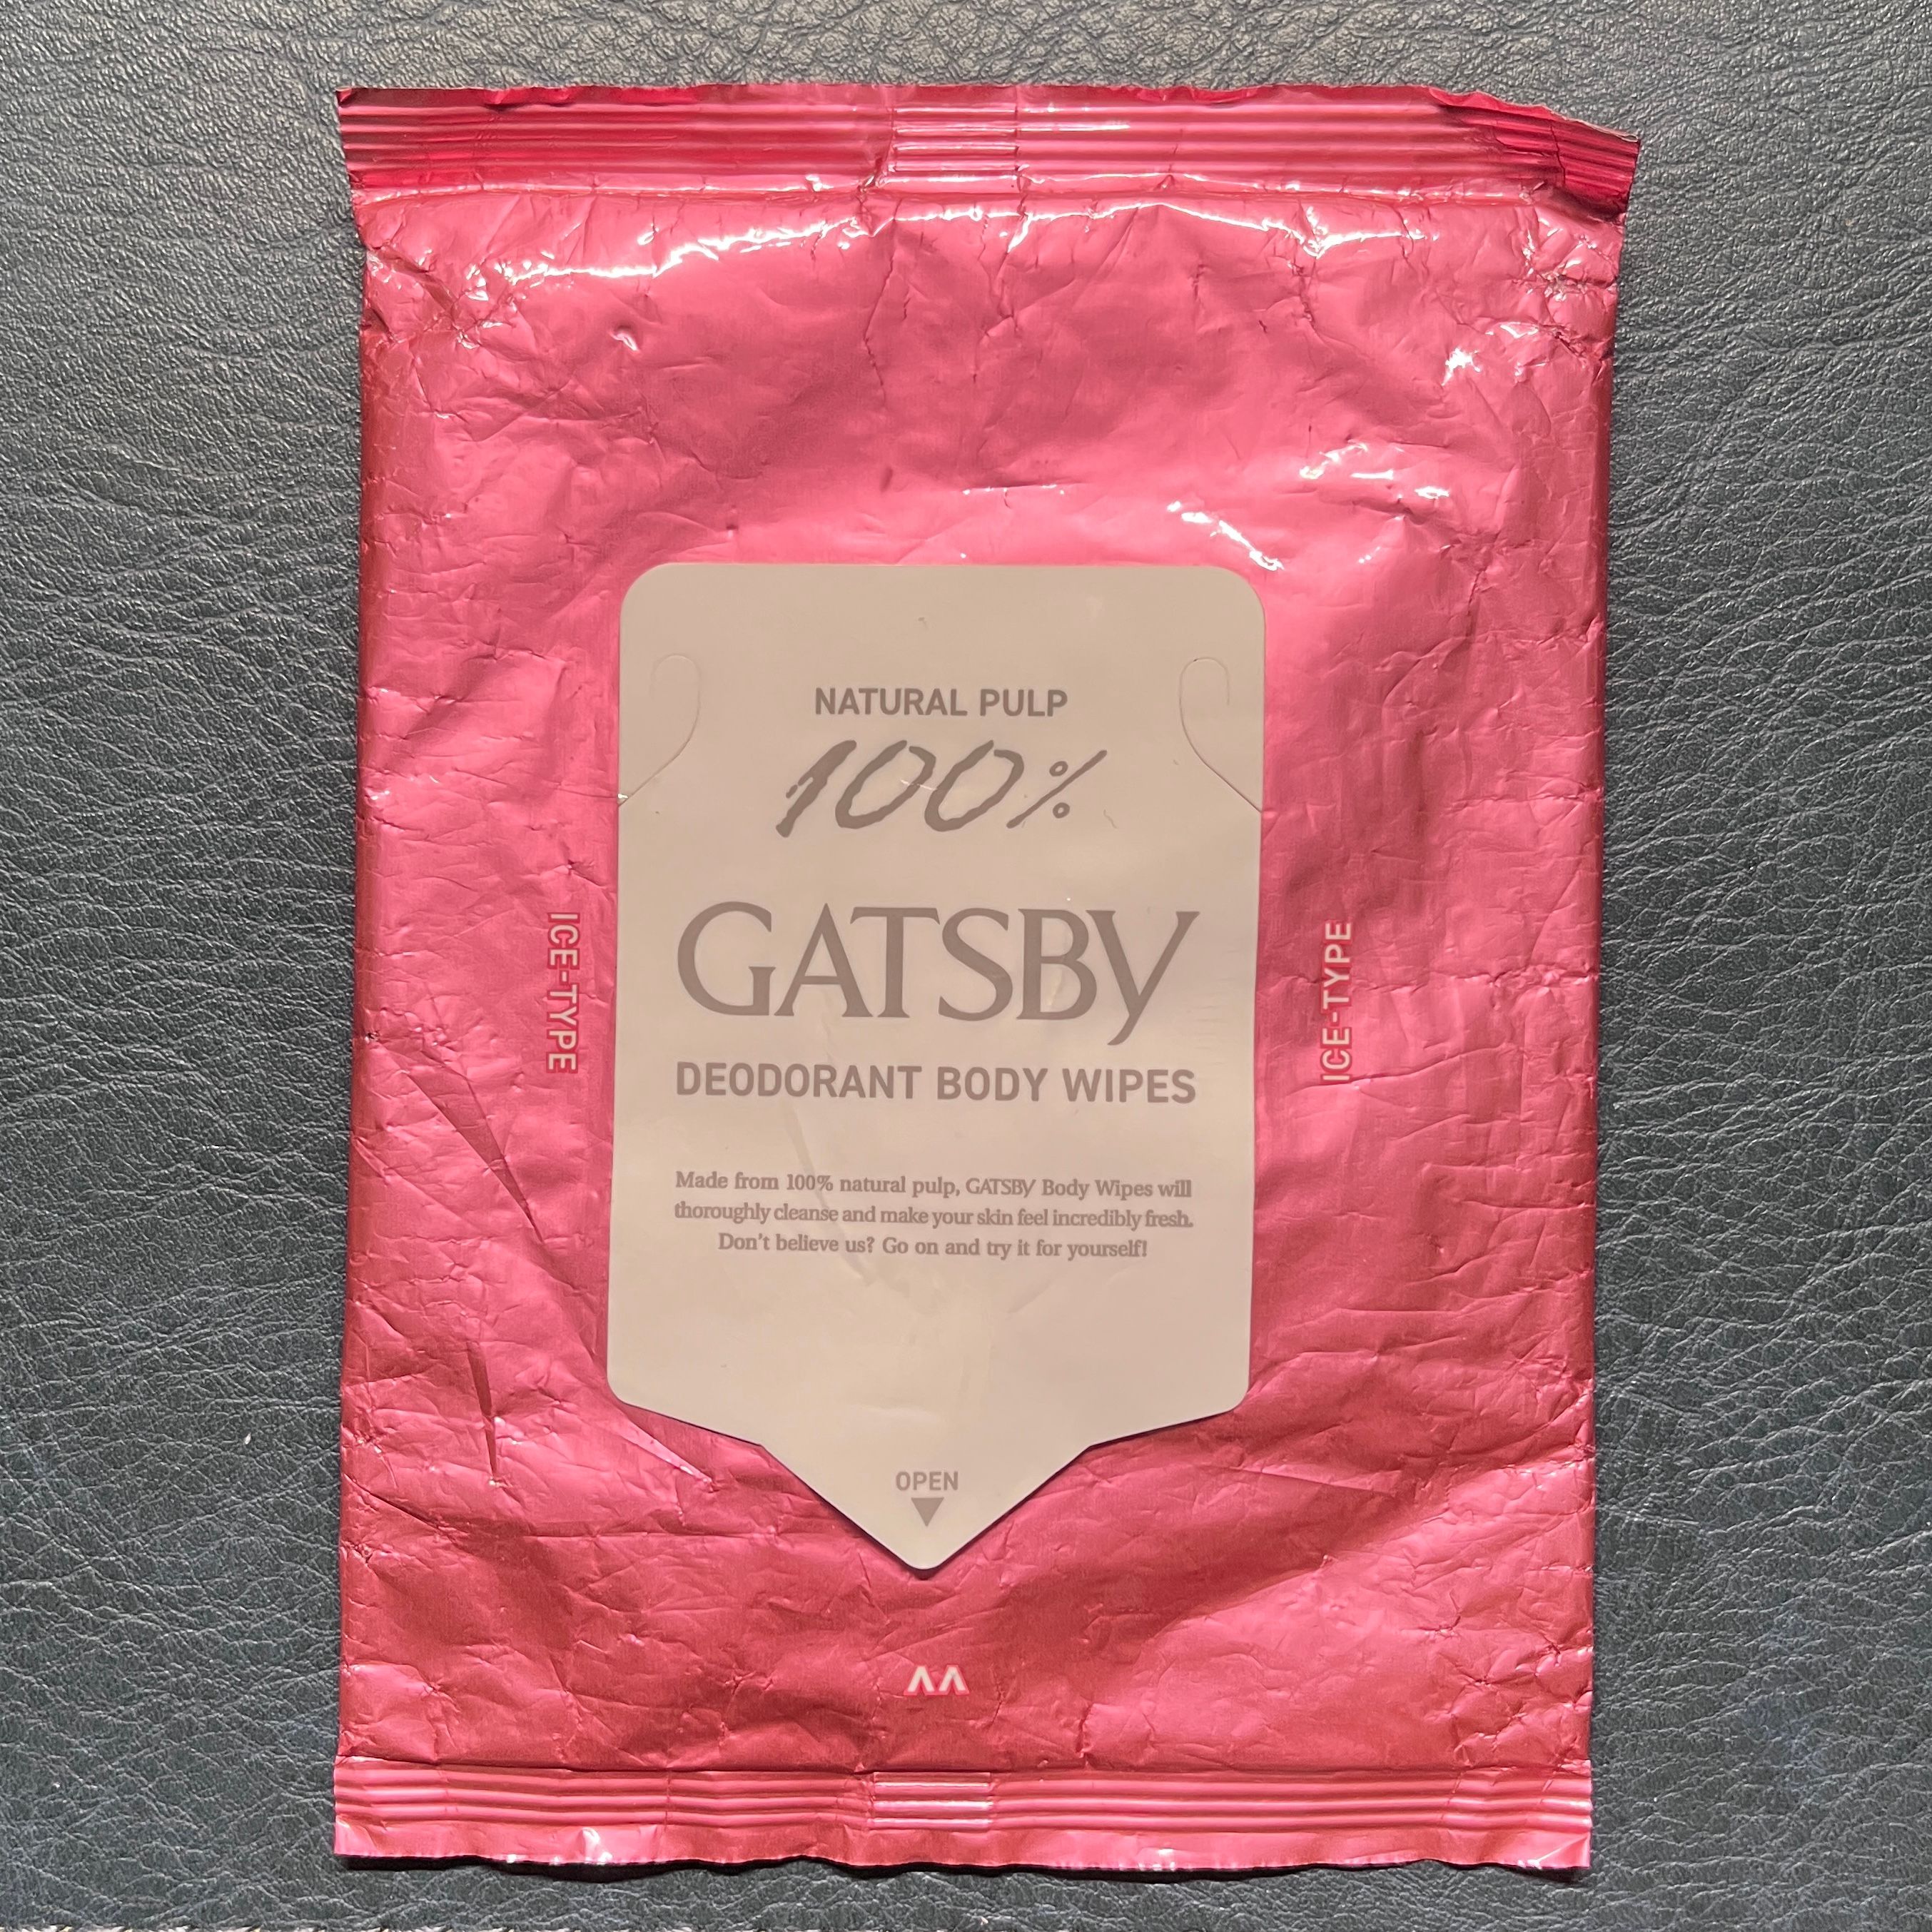 NATURAL PULP
100%
GATSBY
DEODORANT BODY WIPES
Made from 100% natural pulp, GATSBY Body Wipes will
thoroughly cleanse and make your skin feel incredibly fresh.
Don't believe us? Go on and try it for yourself!
OPEN
ICE-TYPE
ICE-TYPE